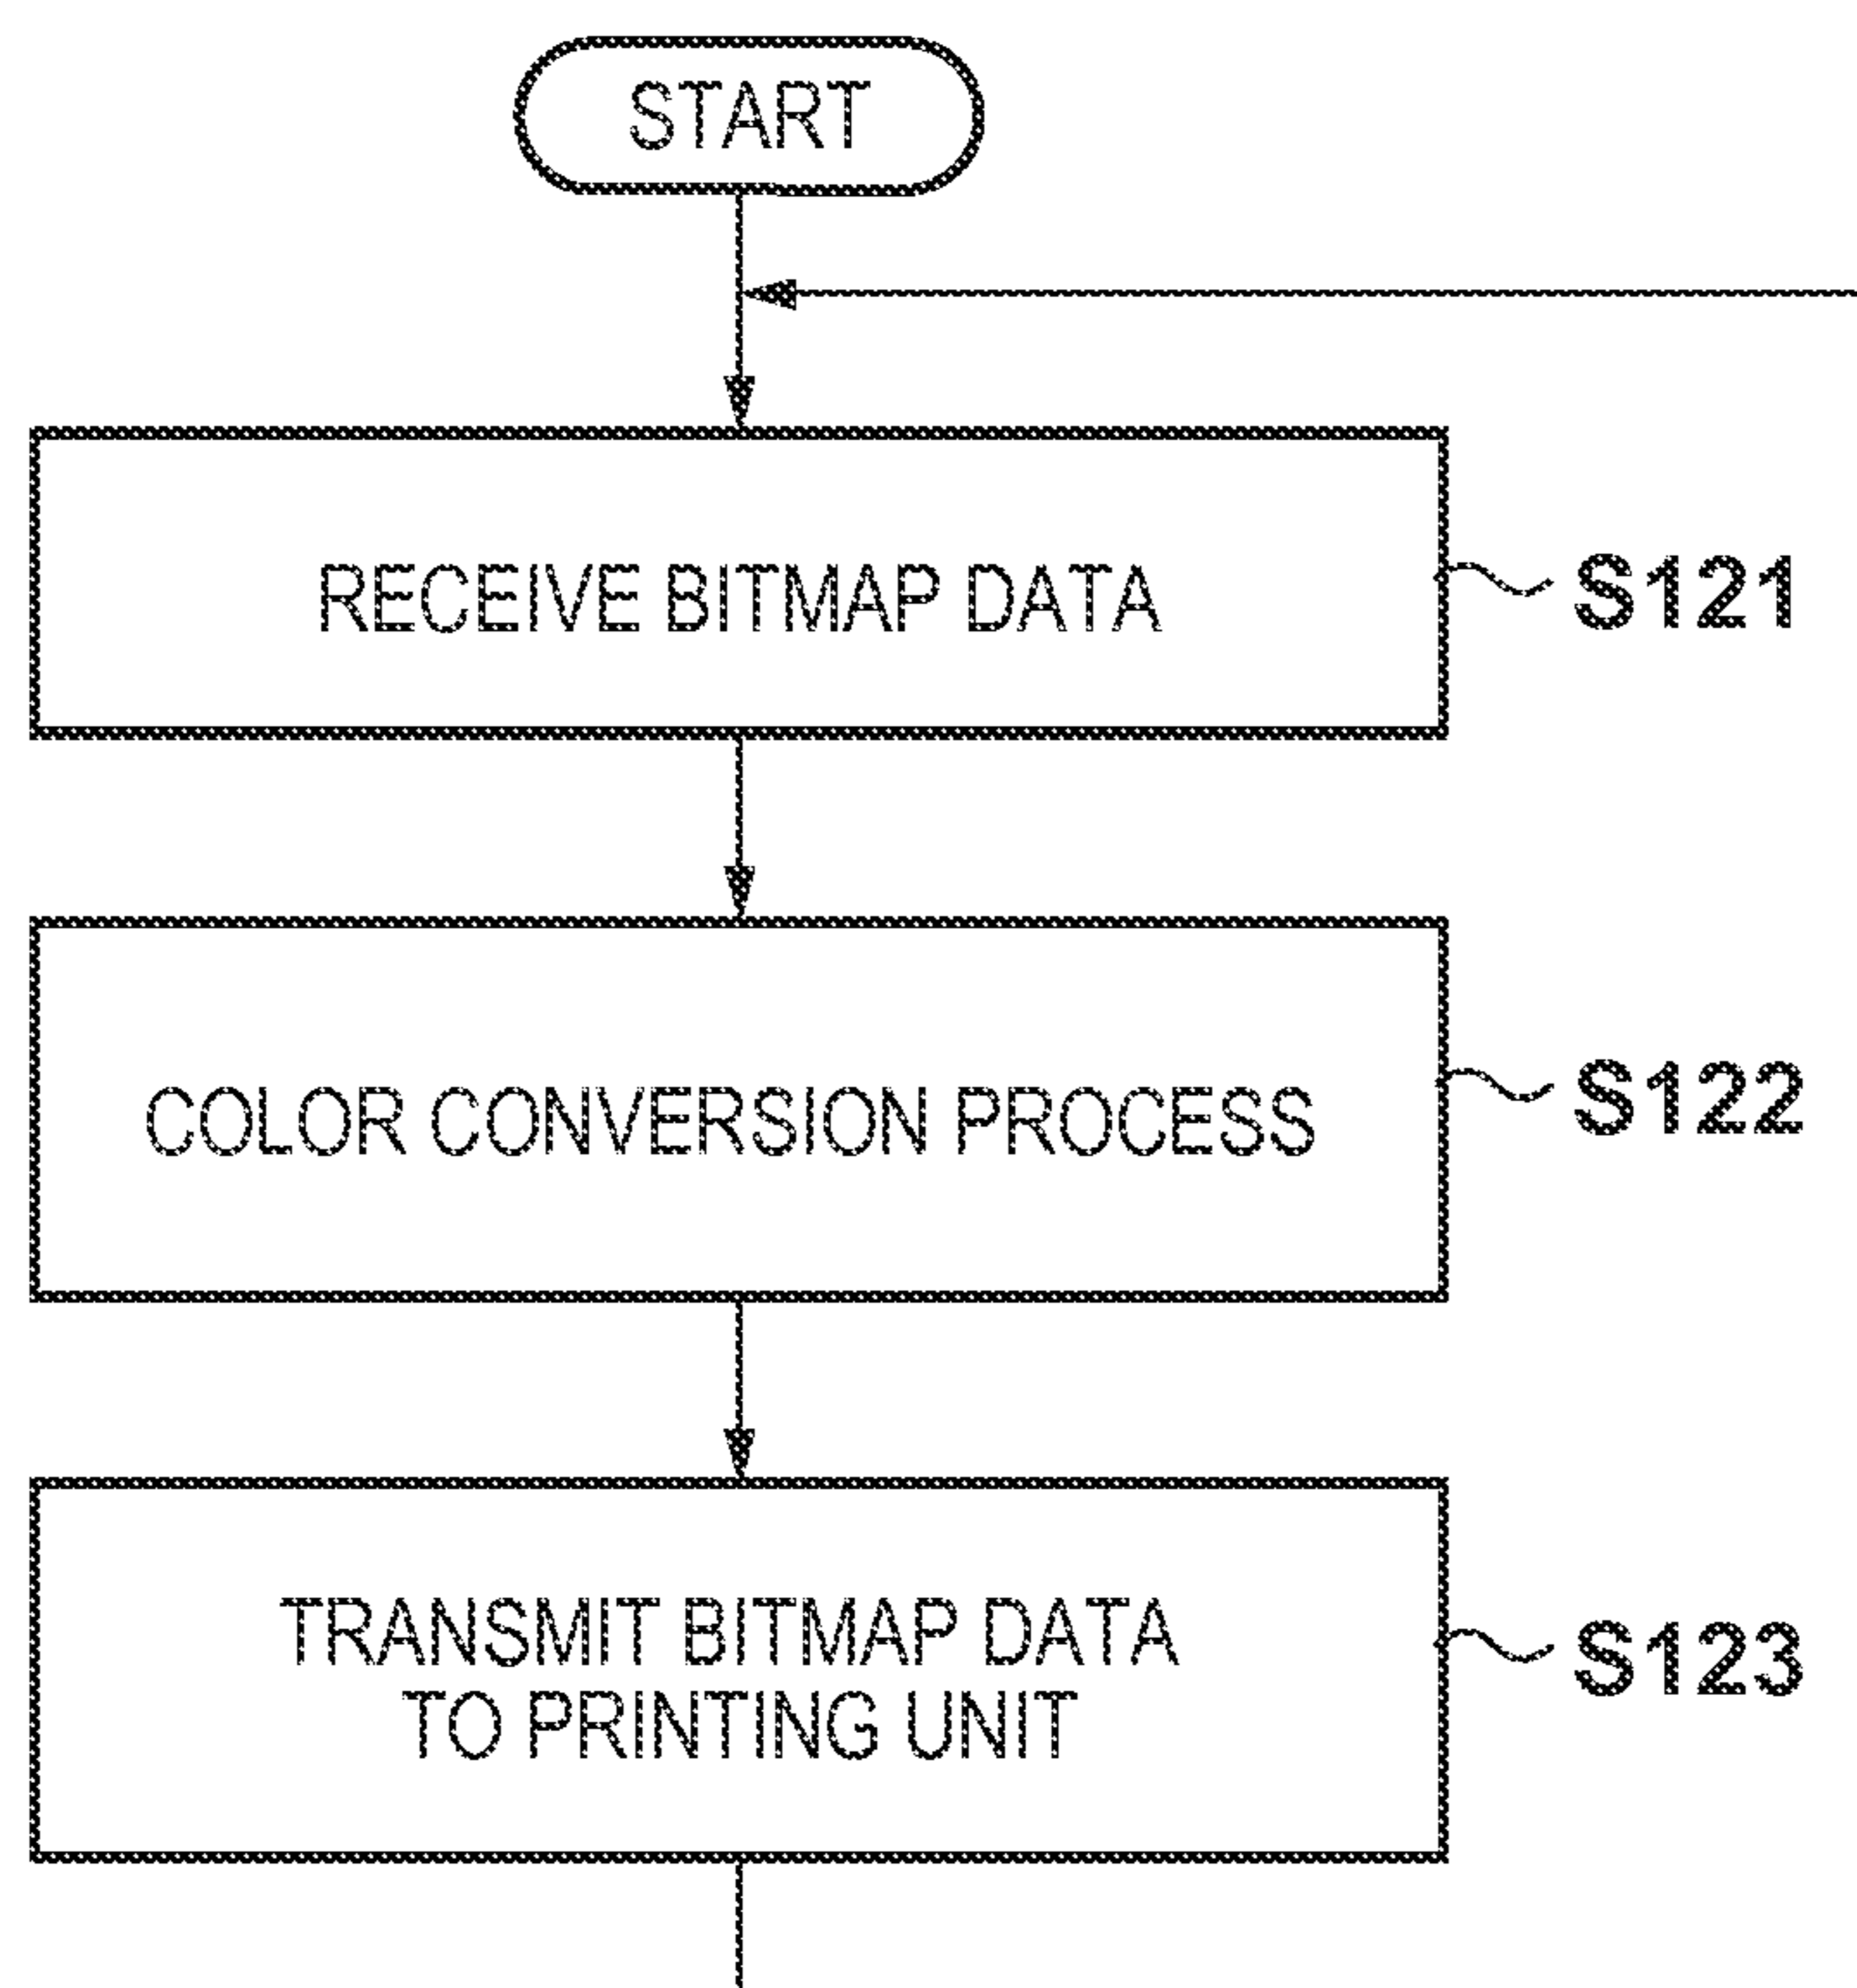 START
RECEIVE BITMAP DATA
S121
COLOR CONVERSION PROCESS
S122
TRANSMIT BITMAP DATA
TO PRINTING UNIT
S123